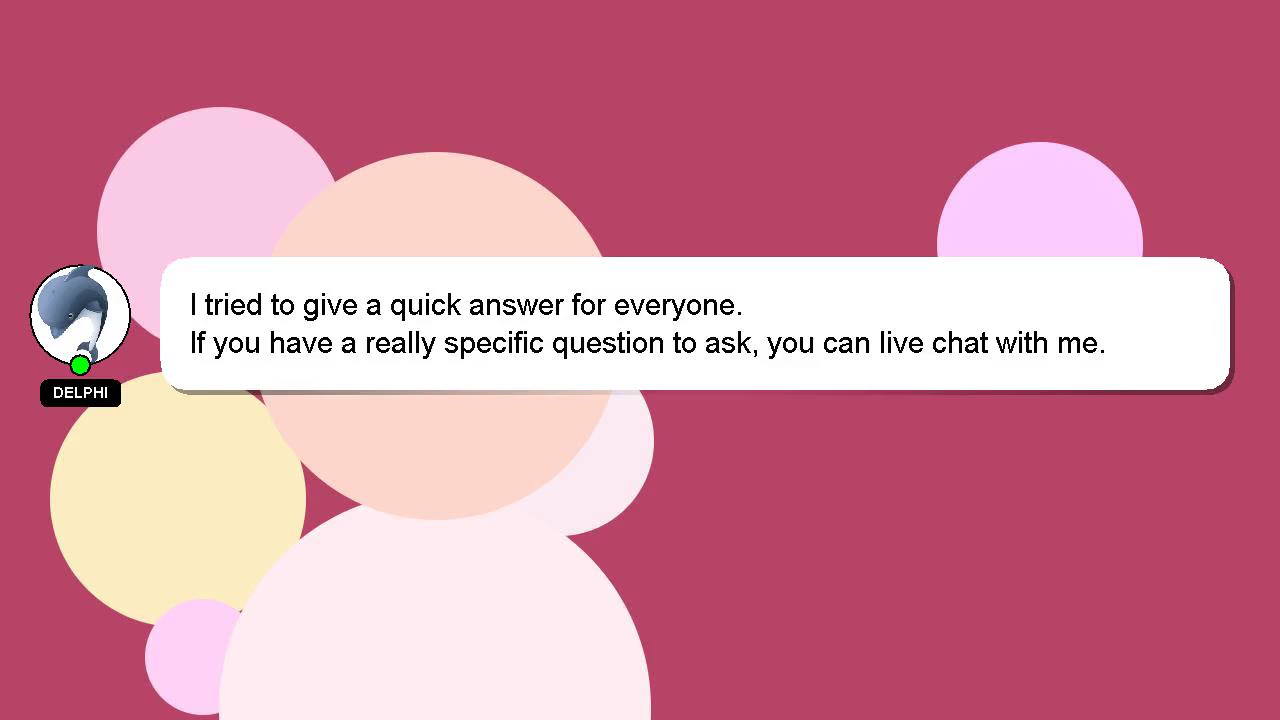 I tried to give a quick answer for everyone.
If you have a really specific question to ask, you can live chat with me.
DELPHI